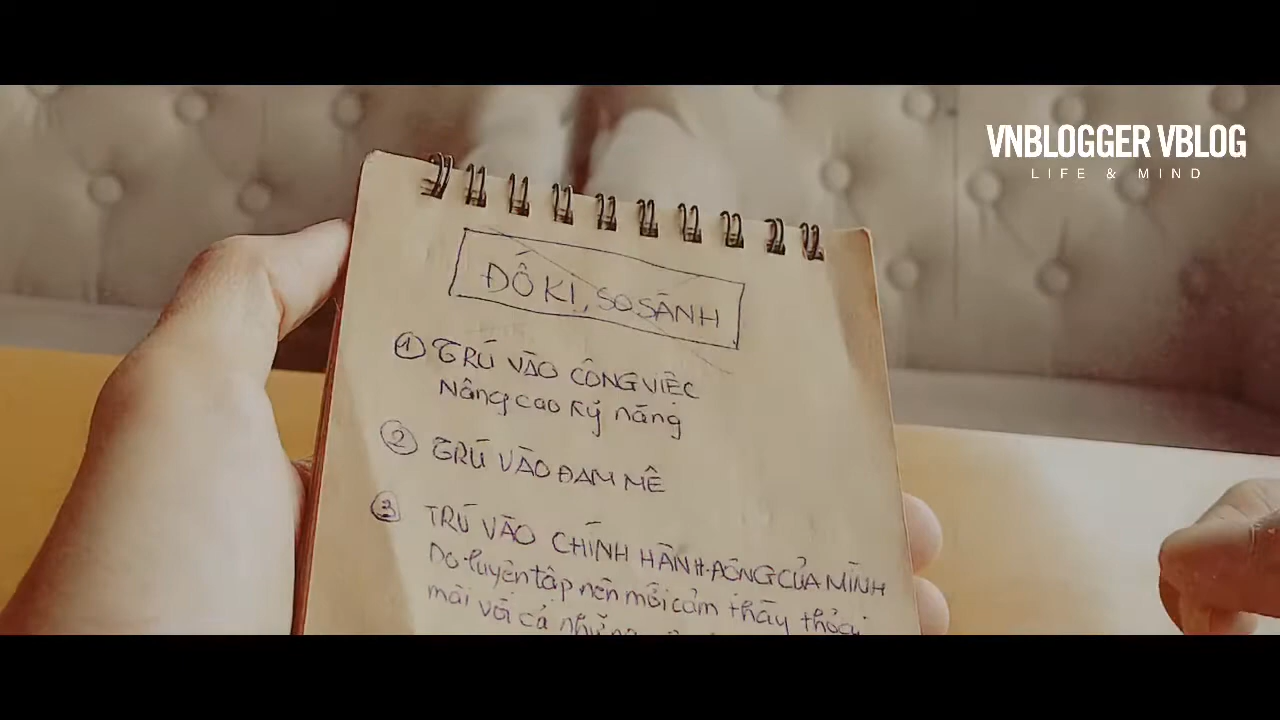 VNBLOGGER VBLOG
LIFE & MIND
ĐỐ KỊ, SO SÁNH
1 TRÚ VÀO CÔNG VIỆC
Nâng cao kỹ năng
2 TRÚ VÀO ĐAM MÊ
3 TRÚ VÀO CHÍNH HÀNH ĐỘNG CỦA MÌNH
Do luyện tập nên mỗi cảm thấy thỏa
mái với cả